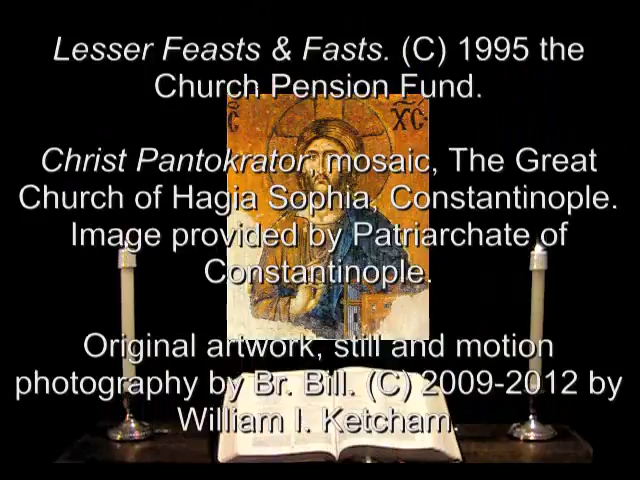 Lesser Feasts & Fasts. (C) 1995 the
Church Pension Fund.
Christ Pantokrator, mosaic, The Great
Church of Hagia Sophia, Constantinople.
Image provided by Patriarchate of
Constantinople.
Original artwork, still and motion
photography by Br. Bill. (C) 2009-2012 by
William I. Ketcham.